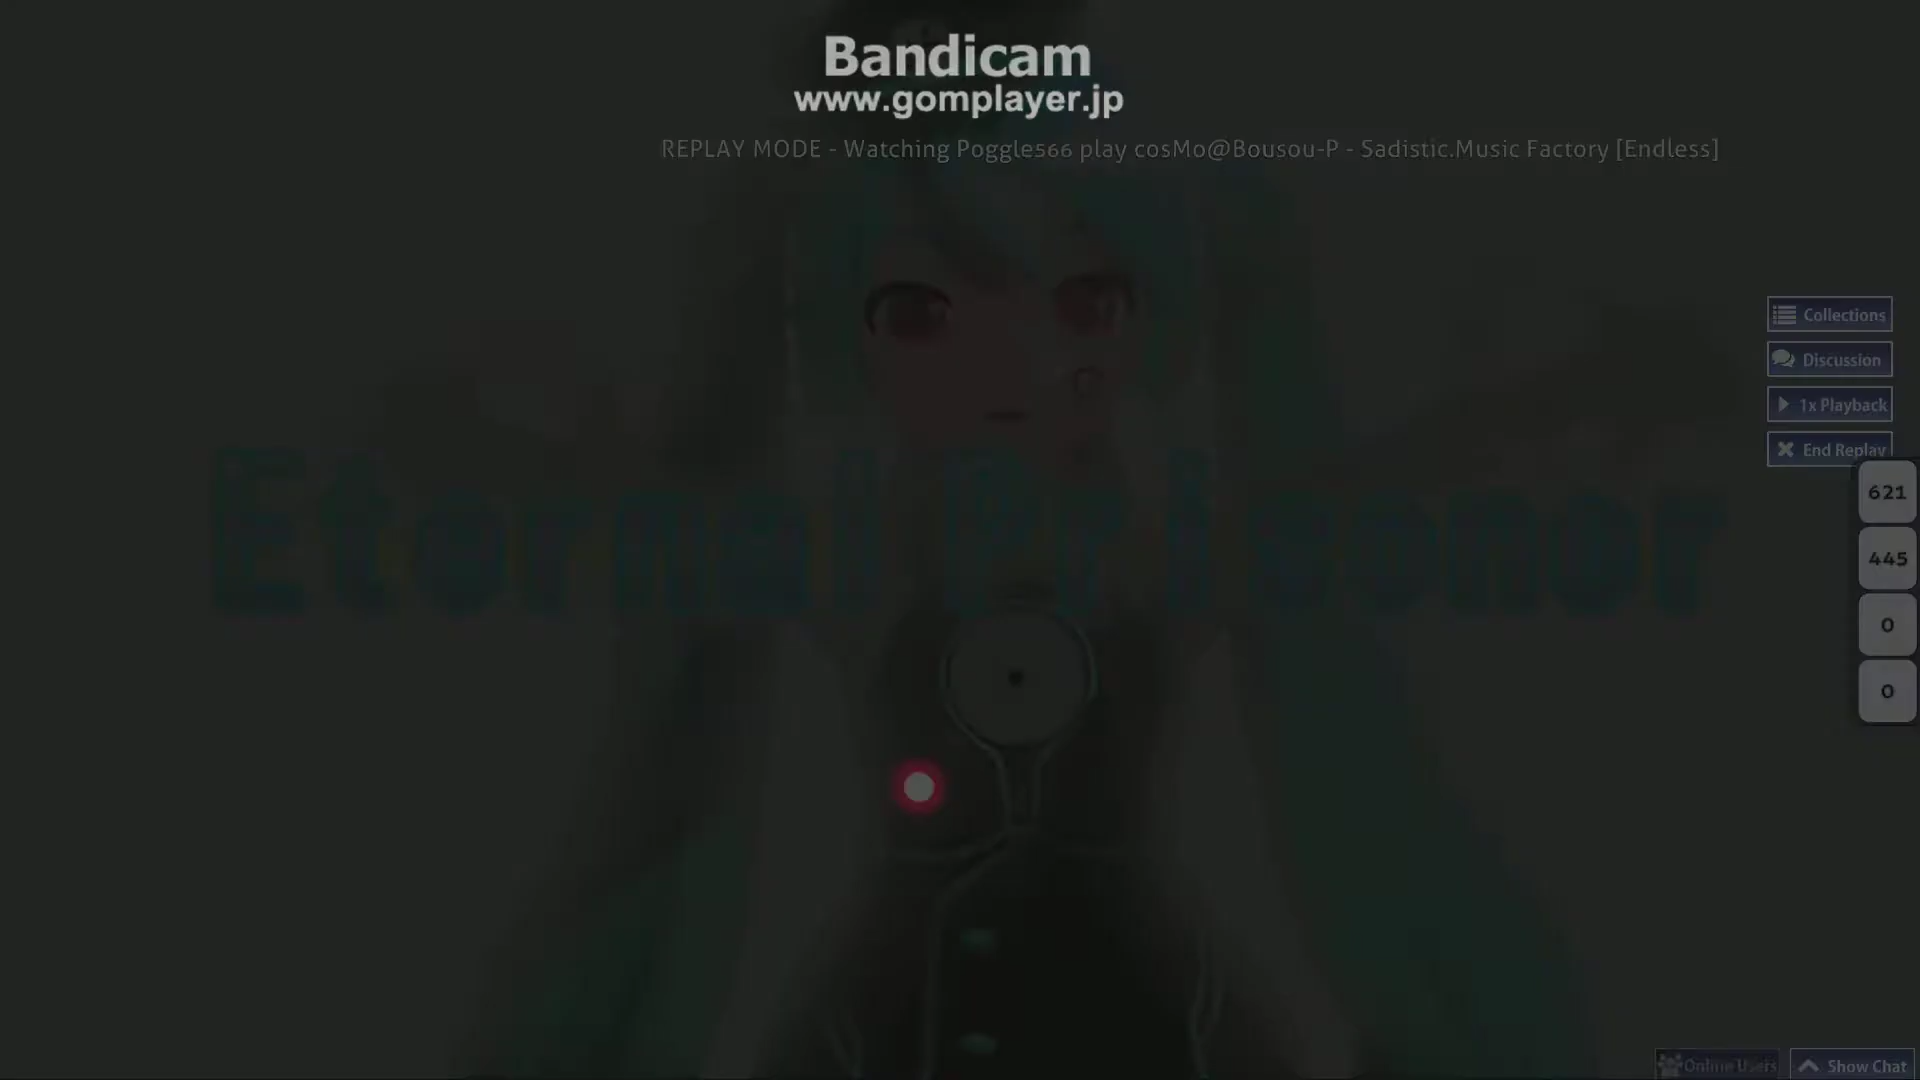 Bandicam
www.gomplayer.jp
REPLAY MODE - Watching Poggle566 play cosMo@Bousou-P - Sadistic.Music Factory [Endless]
Collections
Discussion
1x Playback
End Replay
621
445
0
0
Eternal Prisoner
Online Users
Show Chat